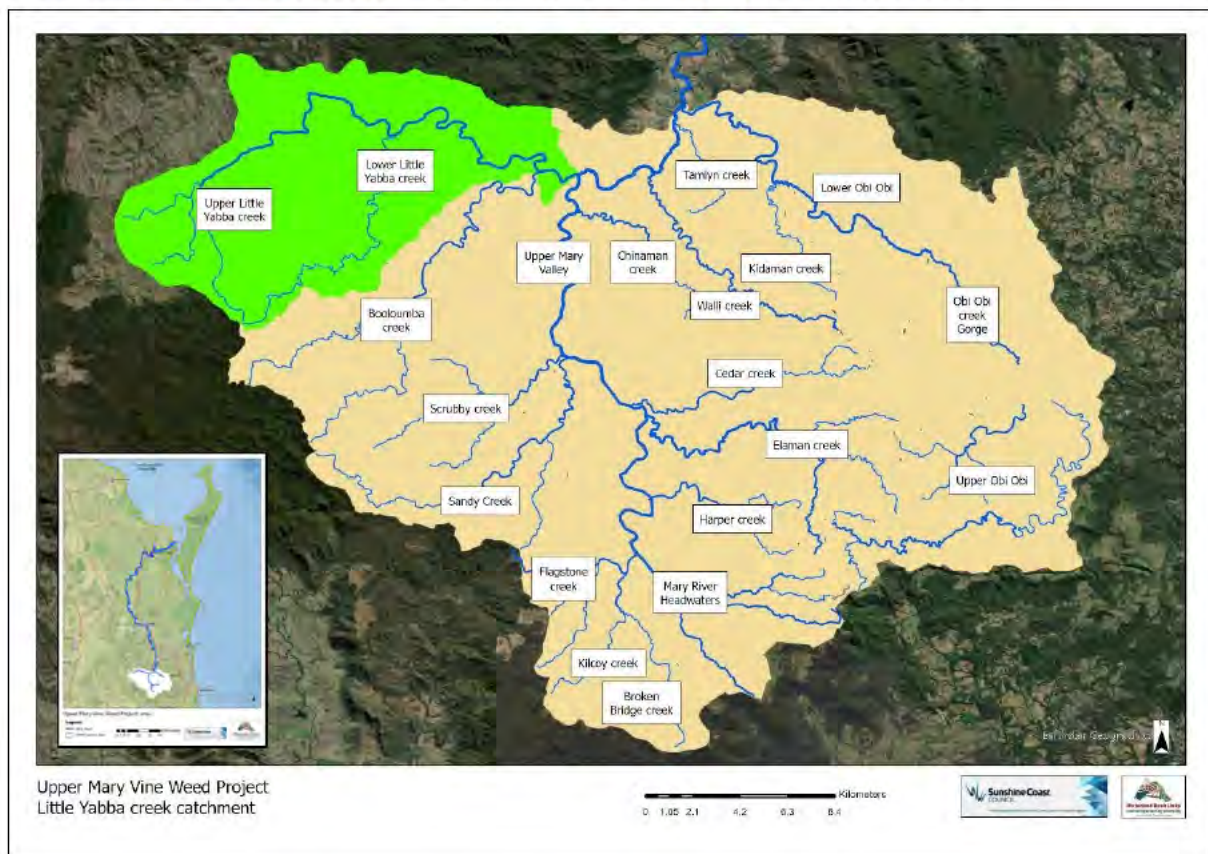 Upper Little
Yabba creek
Lower Little
Yabba creek
Tamlyn creek
Lower Obi Obi
Upper Mary
Valley
Chinaman
creek
Kidaman creek
Walli creek
Obi Obi
creek
Gorge
Booloumba
creek
Cedar creek
Scrubby creek
Elaman creek
Upper Obi Obi
Sandy Creek
Harper creek
Flagstone
creek
Mary River
Headwaters
Kilcoy creek
Broken
Bridge creek
Upper Mary Vine Weed Project
Little Yabba creek catchment
Kilometers
0 1.05 2.1 4.2 6.3 8.4
Sunshine Coast
COUNCIL